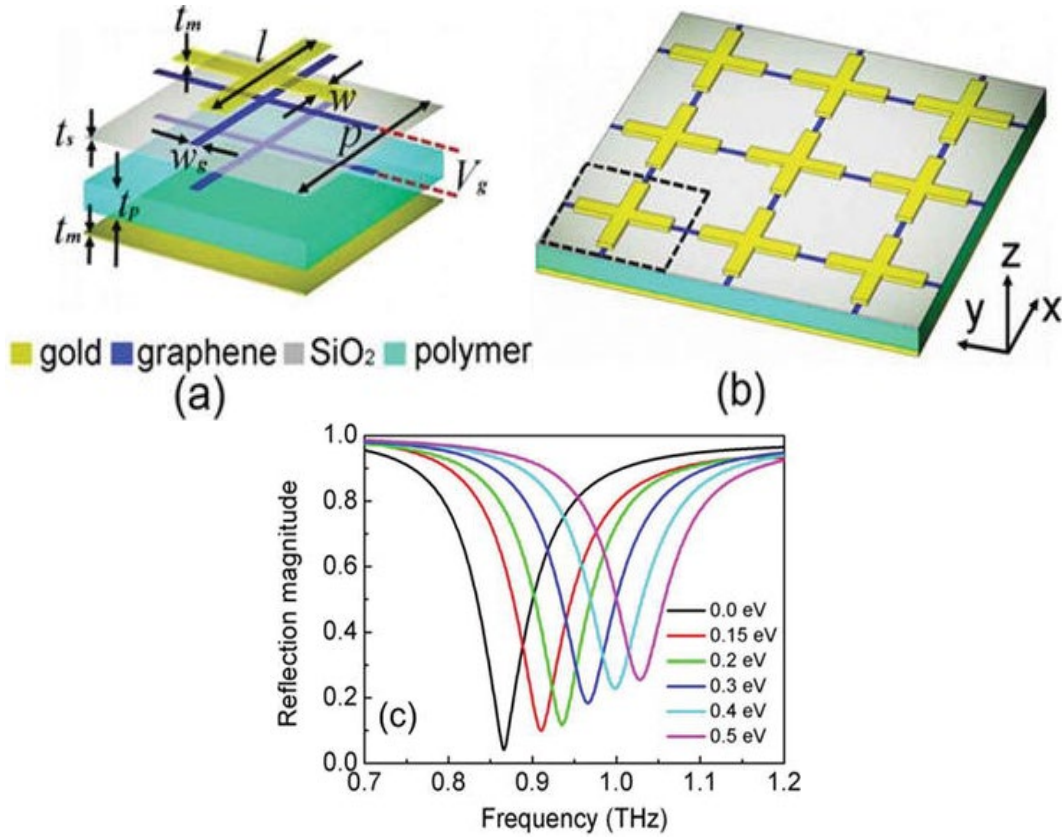 tm
l
w
p
ts
wg
Vg
tp
tm
gold graphene SiO₂ polymer
(a)
z
y
x
(b)
1.0
0.8
0.6
0.4
0.2
0.0
Reflection magnitude
(c)
0.0 eV
0.15 eV
0.2 eV
0.3 eV
0.4 eV
0.5 eV
0.7 0.8 0.9 1.0 1.1 1.2
Frequency (THz)